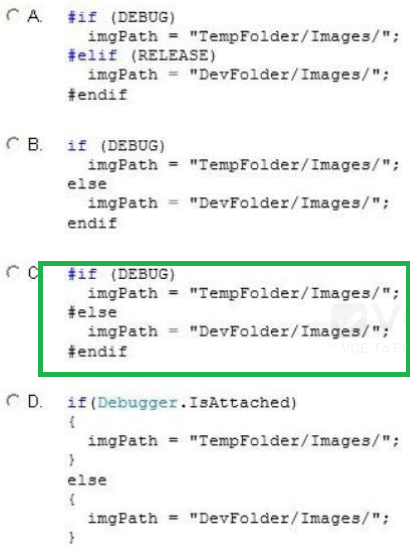 A. #if (DEBUG)
imgPath = "TempFolder/Images/";
#elif (RELEASE)
imgPath = "DevFolder/Images/";
#endif
B. if (DEBUG)
imgPath = "TempFolder/Images/";
else
imgPath = "DevFolder/Images/";
endif
C #if (DEBUG)
imgPath = "TempFolder/Images/";
#else
imgPath = "DevFolder/Images/";
#endif
VCE To P
D. if(Debugger.IsAttached)
{
imgPath = "TempFolder/Images/";
}
else
{
imgPath = "DevFolder/Images/";
}